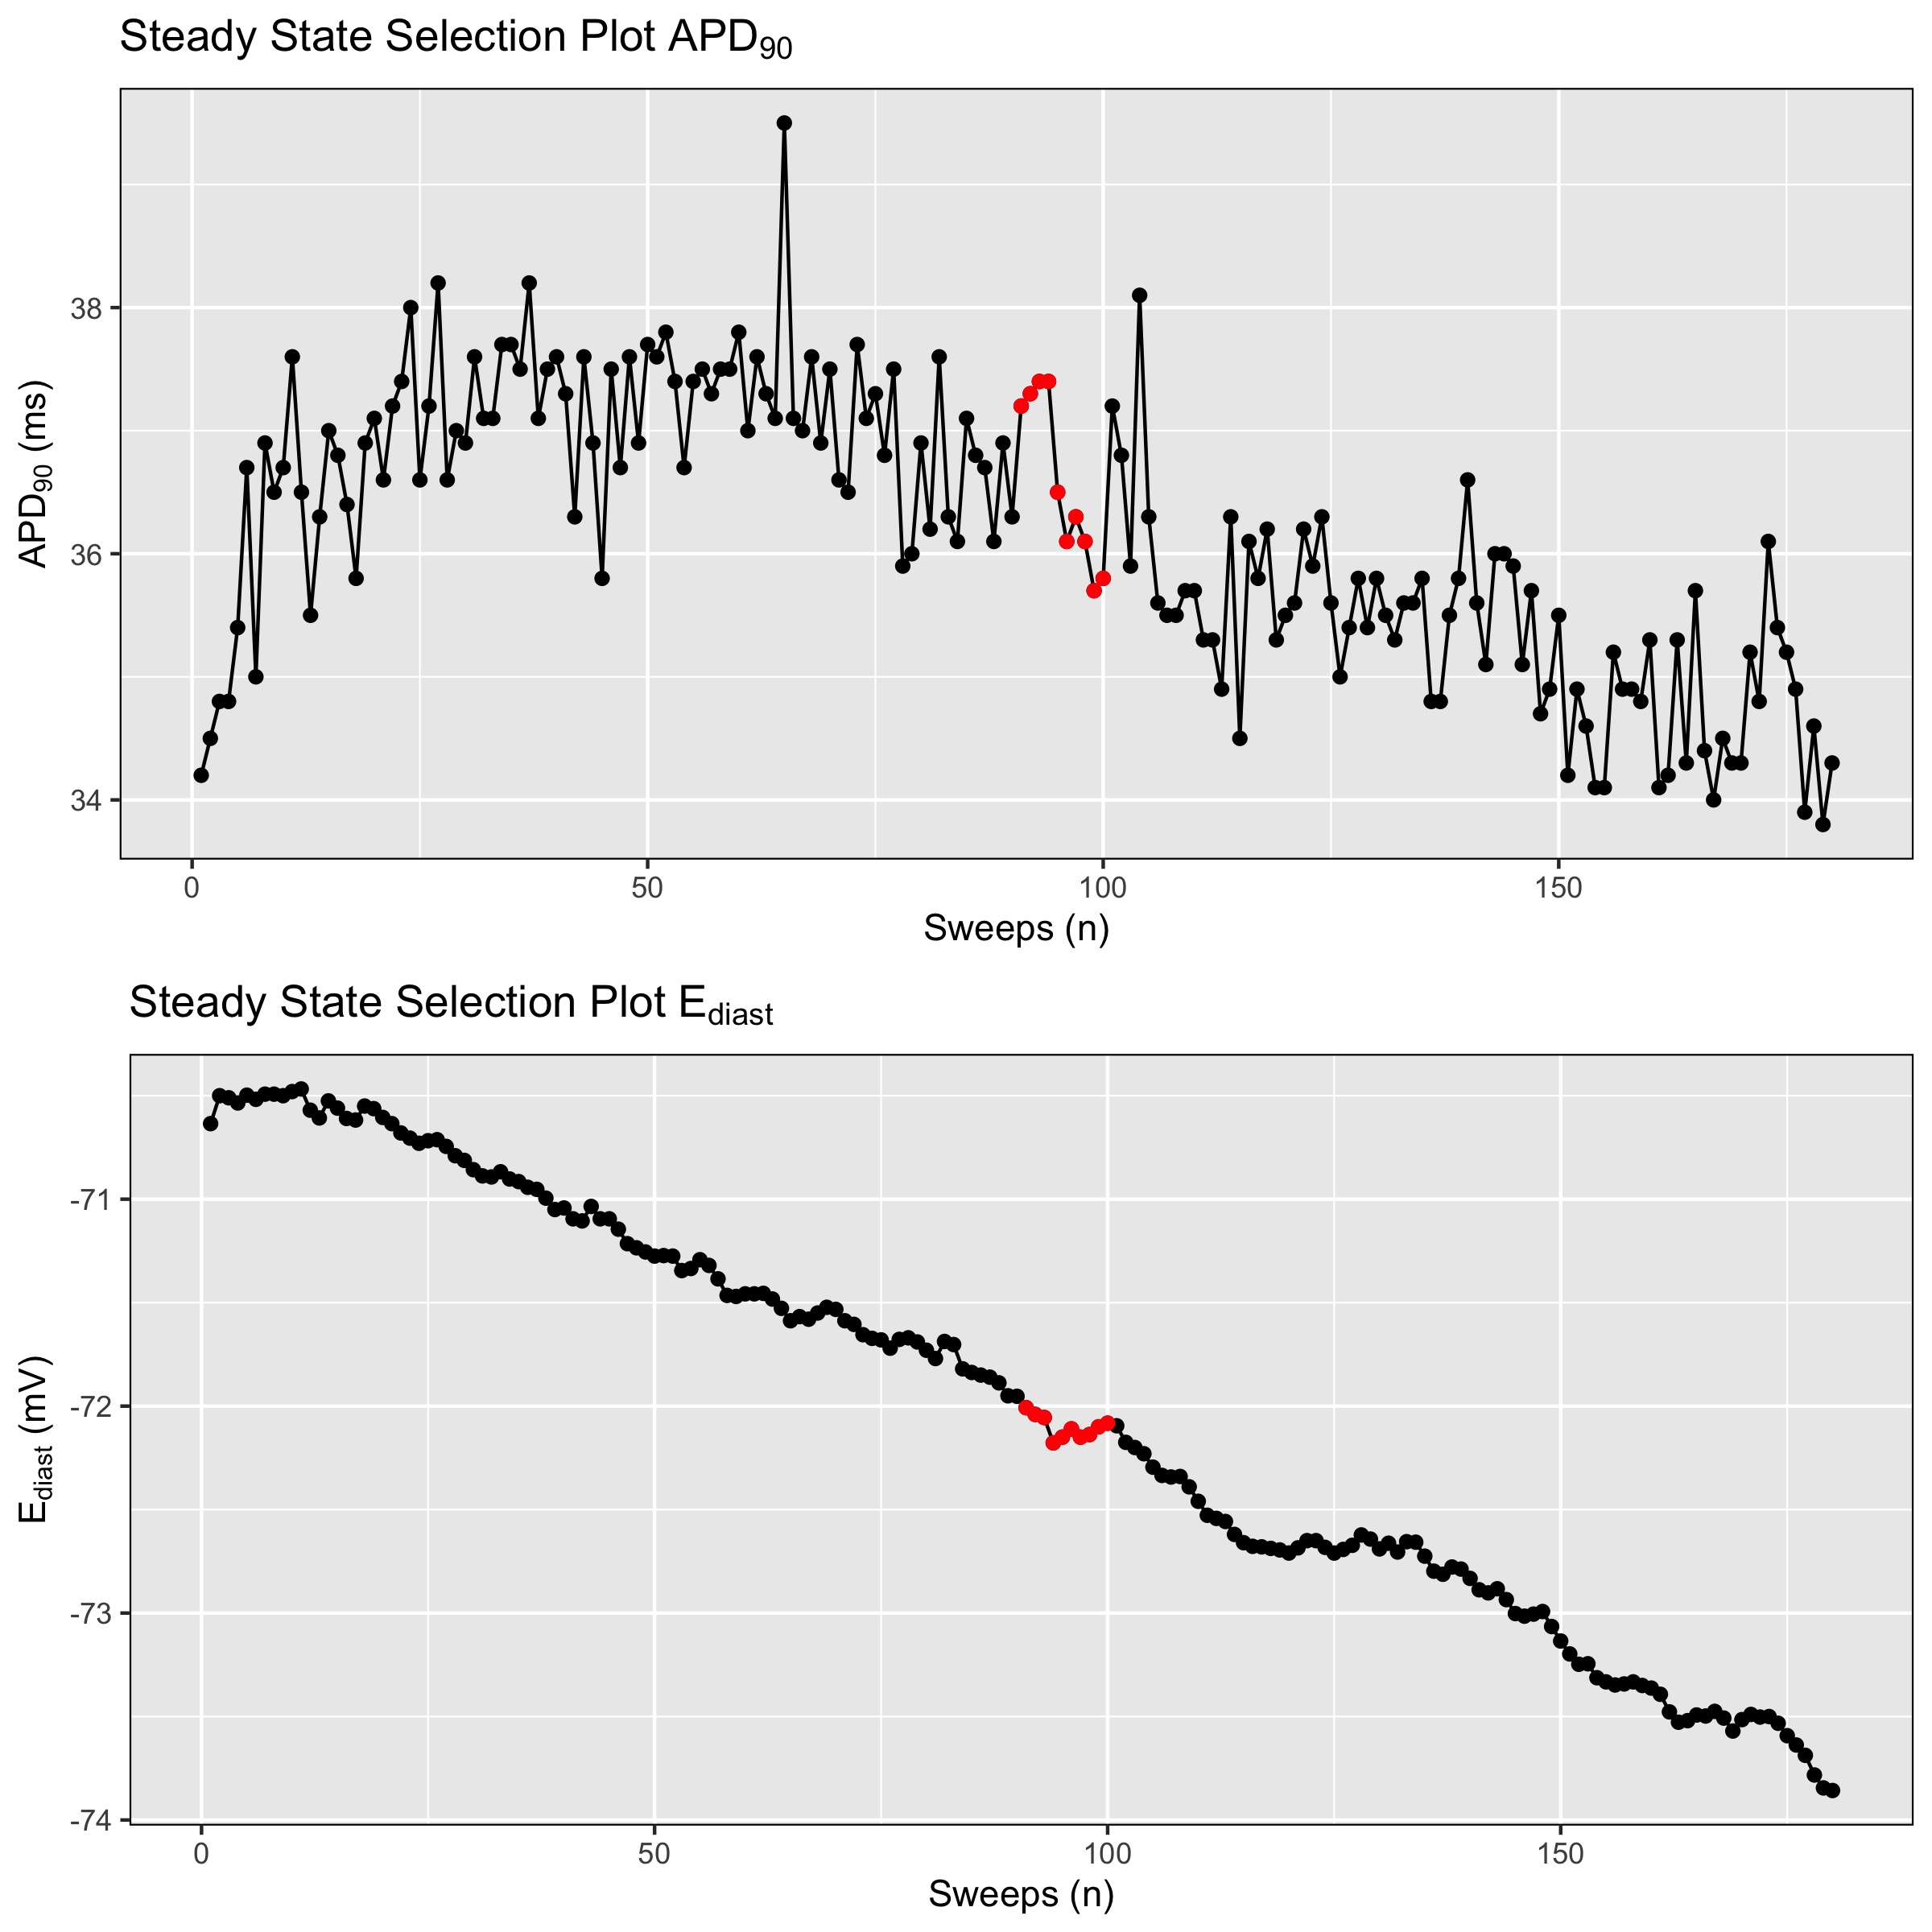 Steady State Selection Plot APD90
38
36
34
APD90 (ms)
0 50 100 150
Sweeps (n)
Steady State Selection Plot Ediast
-71
-72
-73
-74
Ediast (mV)
0 50 100 150
Sweeps (n)